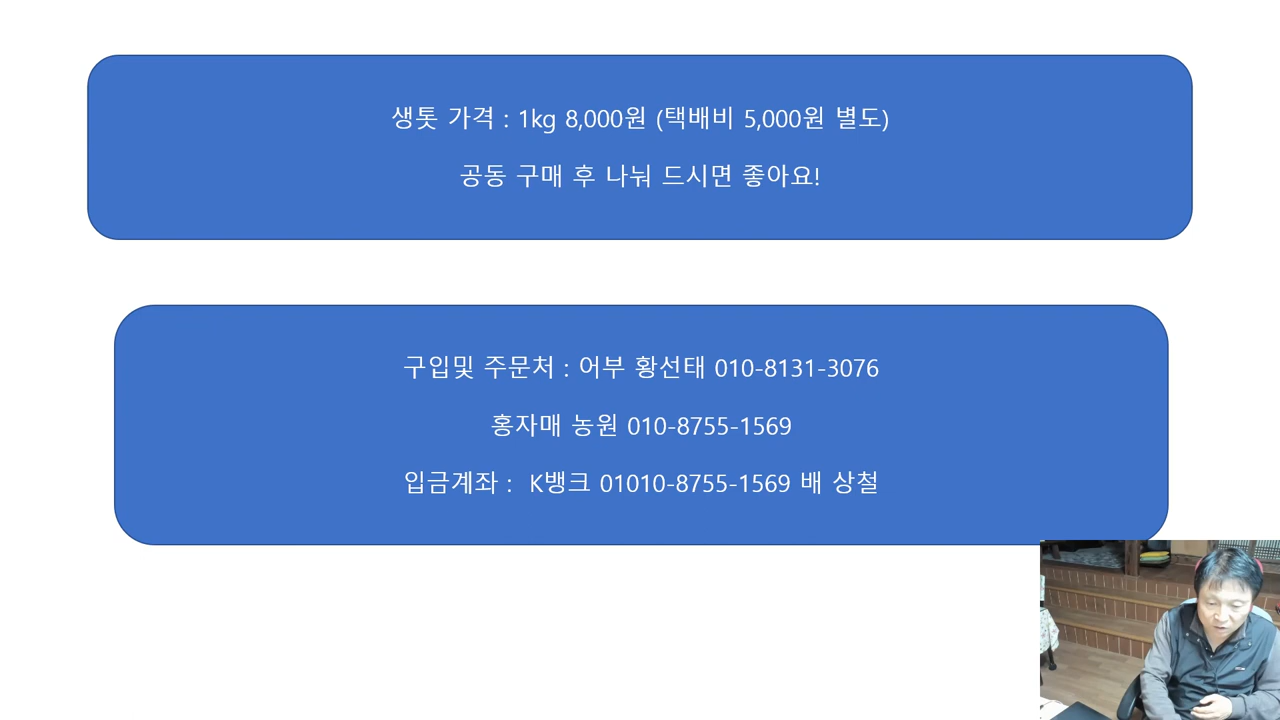 생톳 가격 : 1kg 8,000원 (택배비 5,000원 별도)
공동 구매 후 나눠 드시면 좋아요!
구입및 주문처 : 어부 황선태 010-8131-3076
홍자매 농원 010-8755-1569
입금계좌 :  K뱅크 01010-8755-1569 배 상철